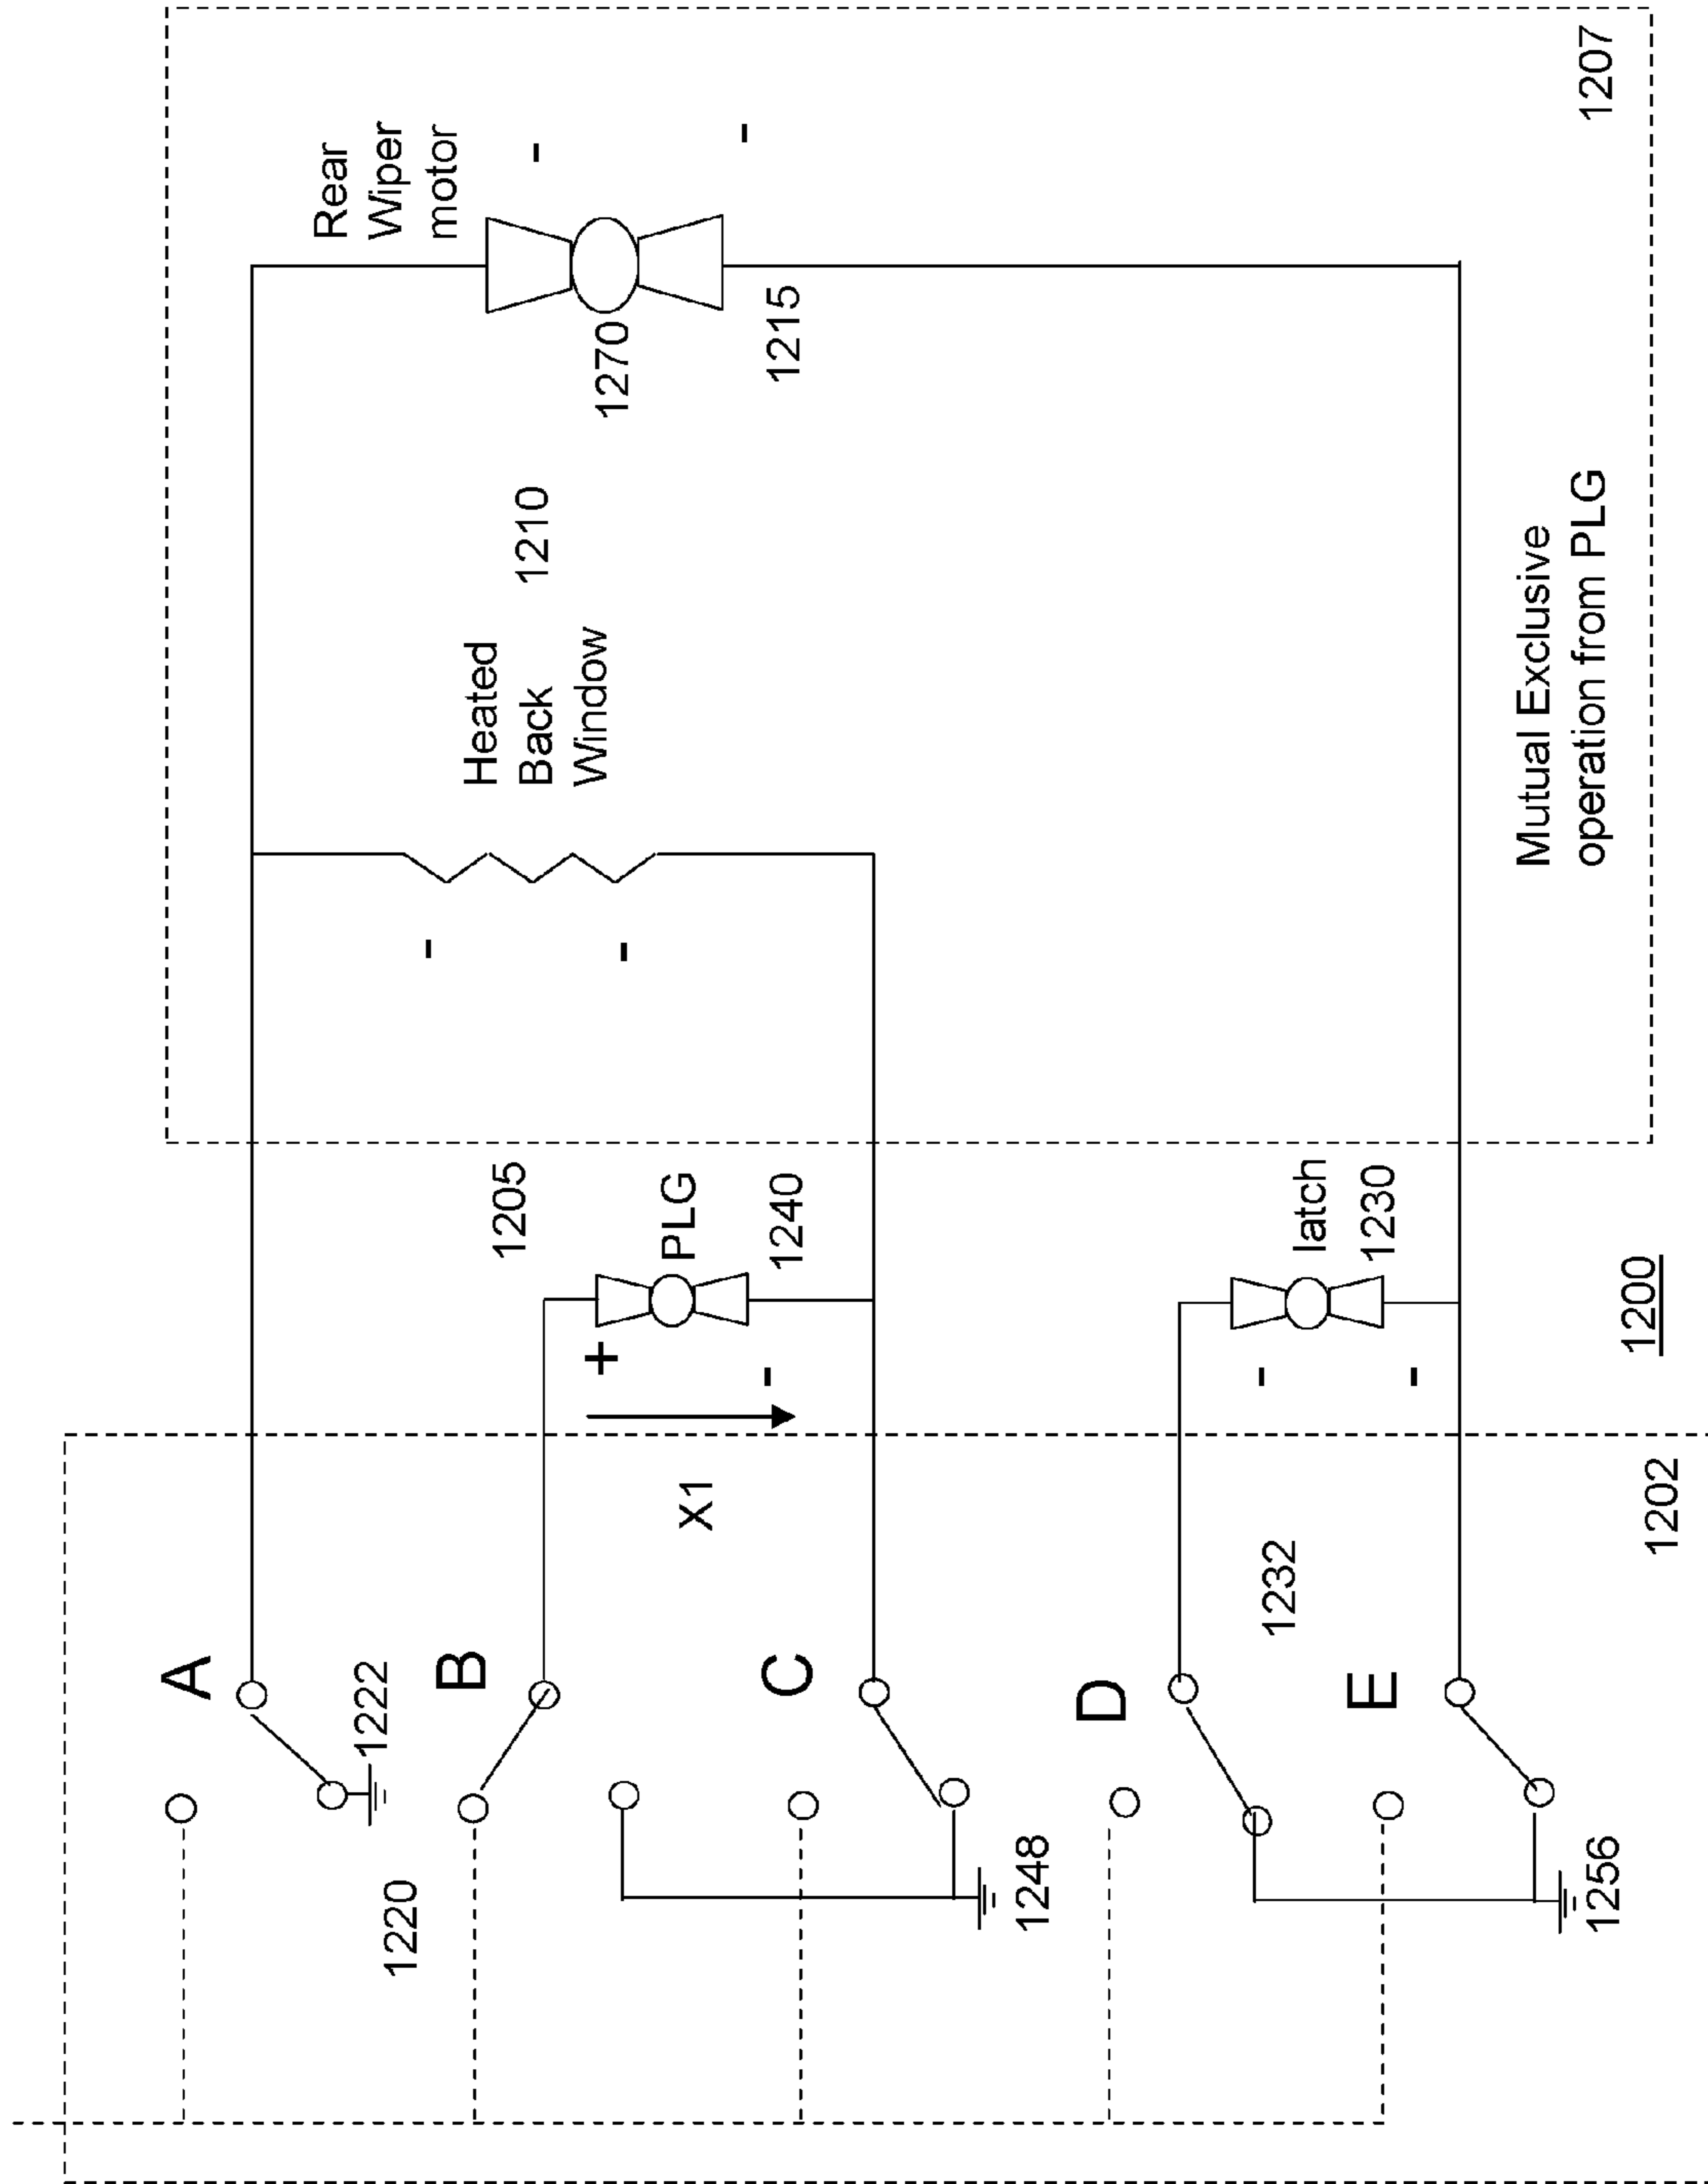 A
1222
1220
B
X1
C
1248
D
1232
E
1256
1202
1205
+
PLG
-
1240
latch
1230
-
-
1200
Heated
Back
Window
1210
-
-
Rear
Wiper
motor
-
-
1270
1215
Mutual Exclusive
operation from PLG
1207